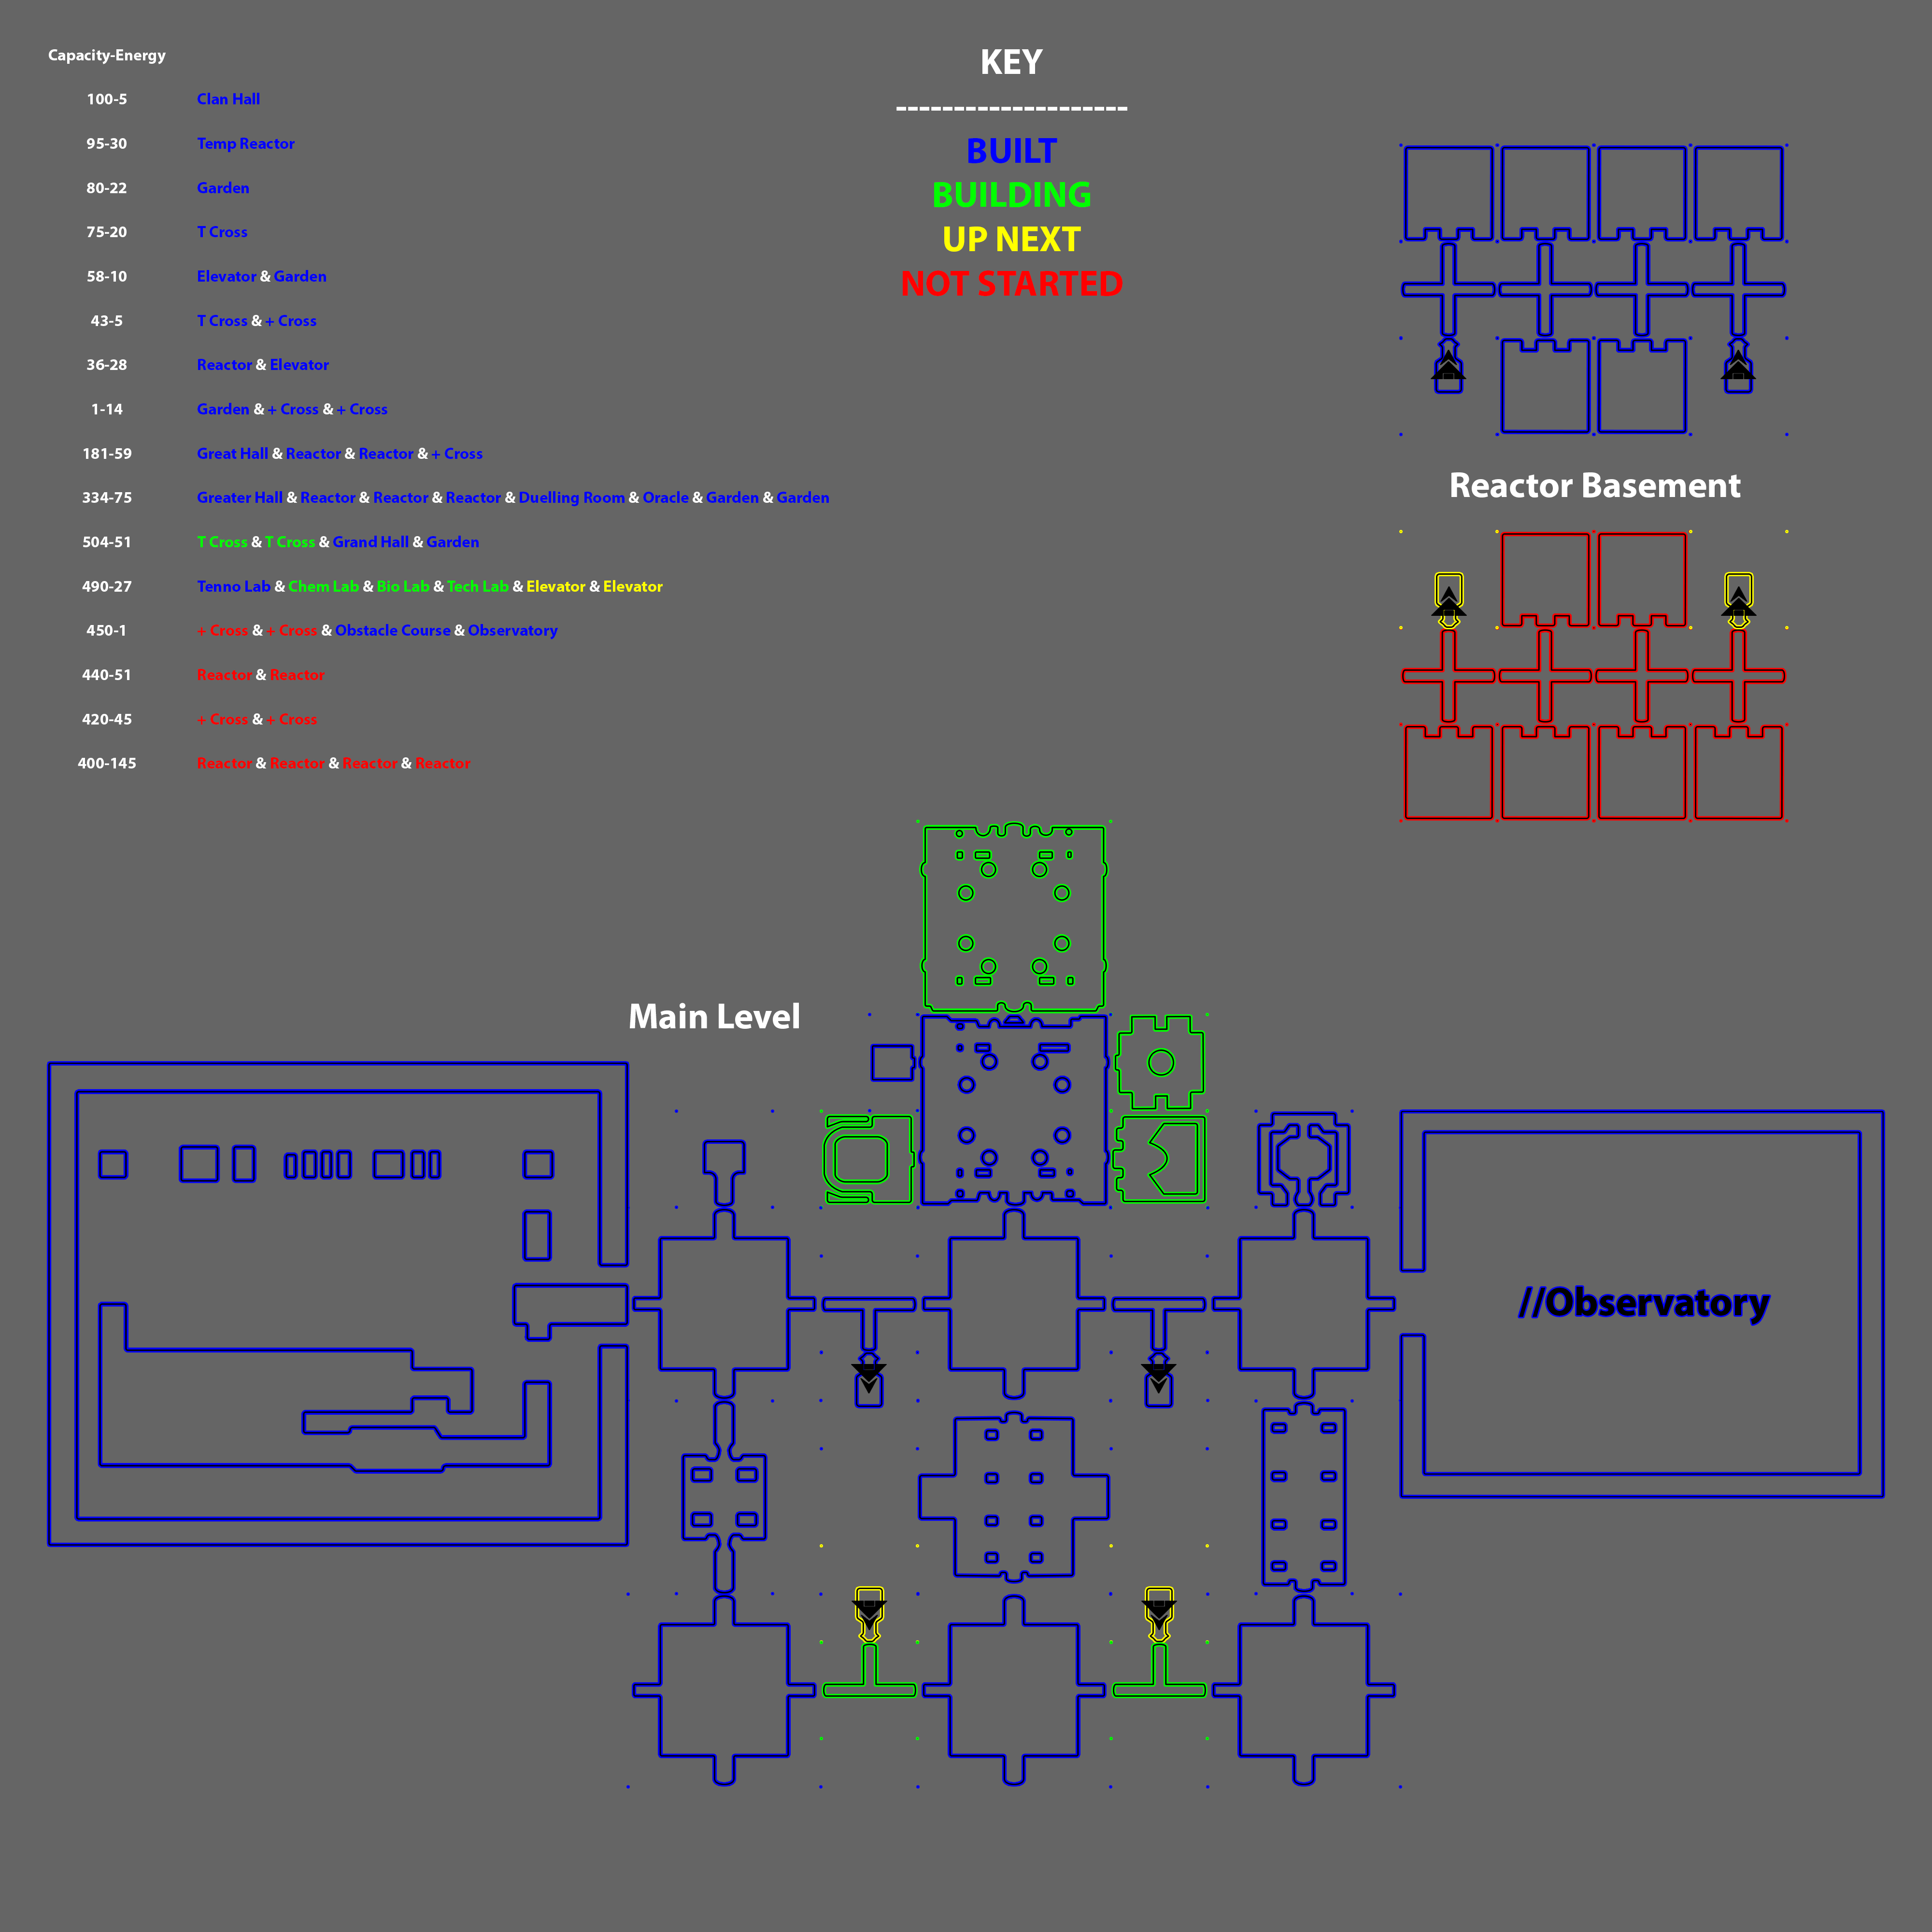 Capacity-Energy
100-5 Clan Hall
95-30 Temp Reactor
80-22 Garden
75-20 T Cross
58-10 Elevator & Garden
43-5 T Cross & + Cross
36-28 Reactor & Elevator
1-14 Garden & + Cross & + Cross
181-59 Great Hall & Reactor & Reactor & + Cross
334-75 Greater Hall & Reactor & Reactor & Reactor & Duelling Room & Oracle & Garden & Garden
504-51 T Cross & T Cross & Grand Hall & Garden
490-27 Tenno Lab & Chem Lab & Bio Lab & Tech Lab & Elevator & Elevator
450-1 + Cross & + Cross & Obstacle Course & Observatory
440-51 Reactor & Reactor
420-45 + Cross & + Cross
400-145 Reactor & Reactor & Reactor & Reactor
KEY
--------------------
BUILT
BUILDING
UP NEXT
NOT STARTED
Reactor Basement
Main Level
//Observatory